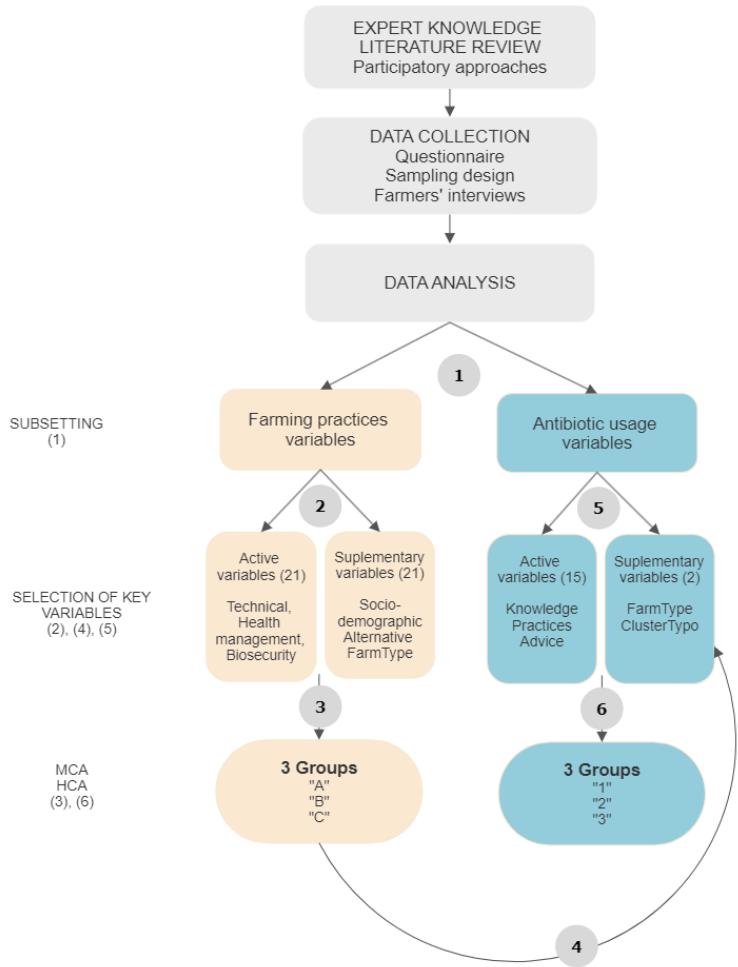 EXPERT KNOWLEDGE
LITERATURE REVIEW
Participatory approaches
DATA COLLECTION
Questionnaire
Sampling design
Farmers' interviews
DATA ANALYSIS
1
SUBSETTING
(1)
Farming practices
variables
Antibiotic usage
variables
2
5
SELECTION OF KEY
VARIABLES
(2), (4), (5)
Active
variables (21)
Technical,
Health
management,
Biosecurity
Suplementary
variables (21)
Socio-
demographic
Alternative
FarmType
Active
variables (15)
Knowledge
Practices
Advice
Suplementary
variables (2)
FarmType
ClusterTypo
3
6
MCA
HCA
(3), (6)
3 Groups
"A"
"B"
"C"
3 Groups
"1"
"2"
"3"
4